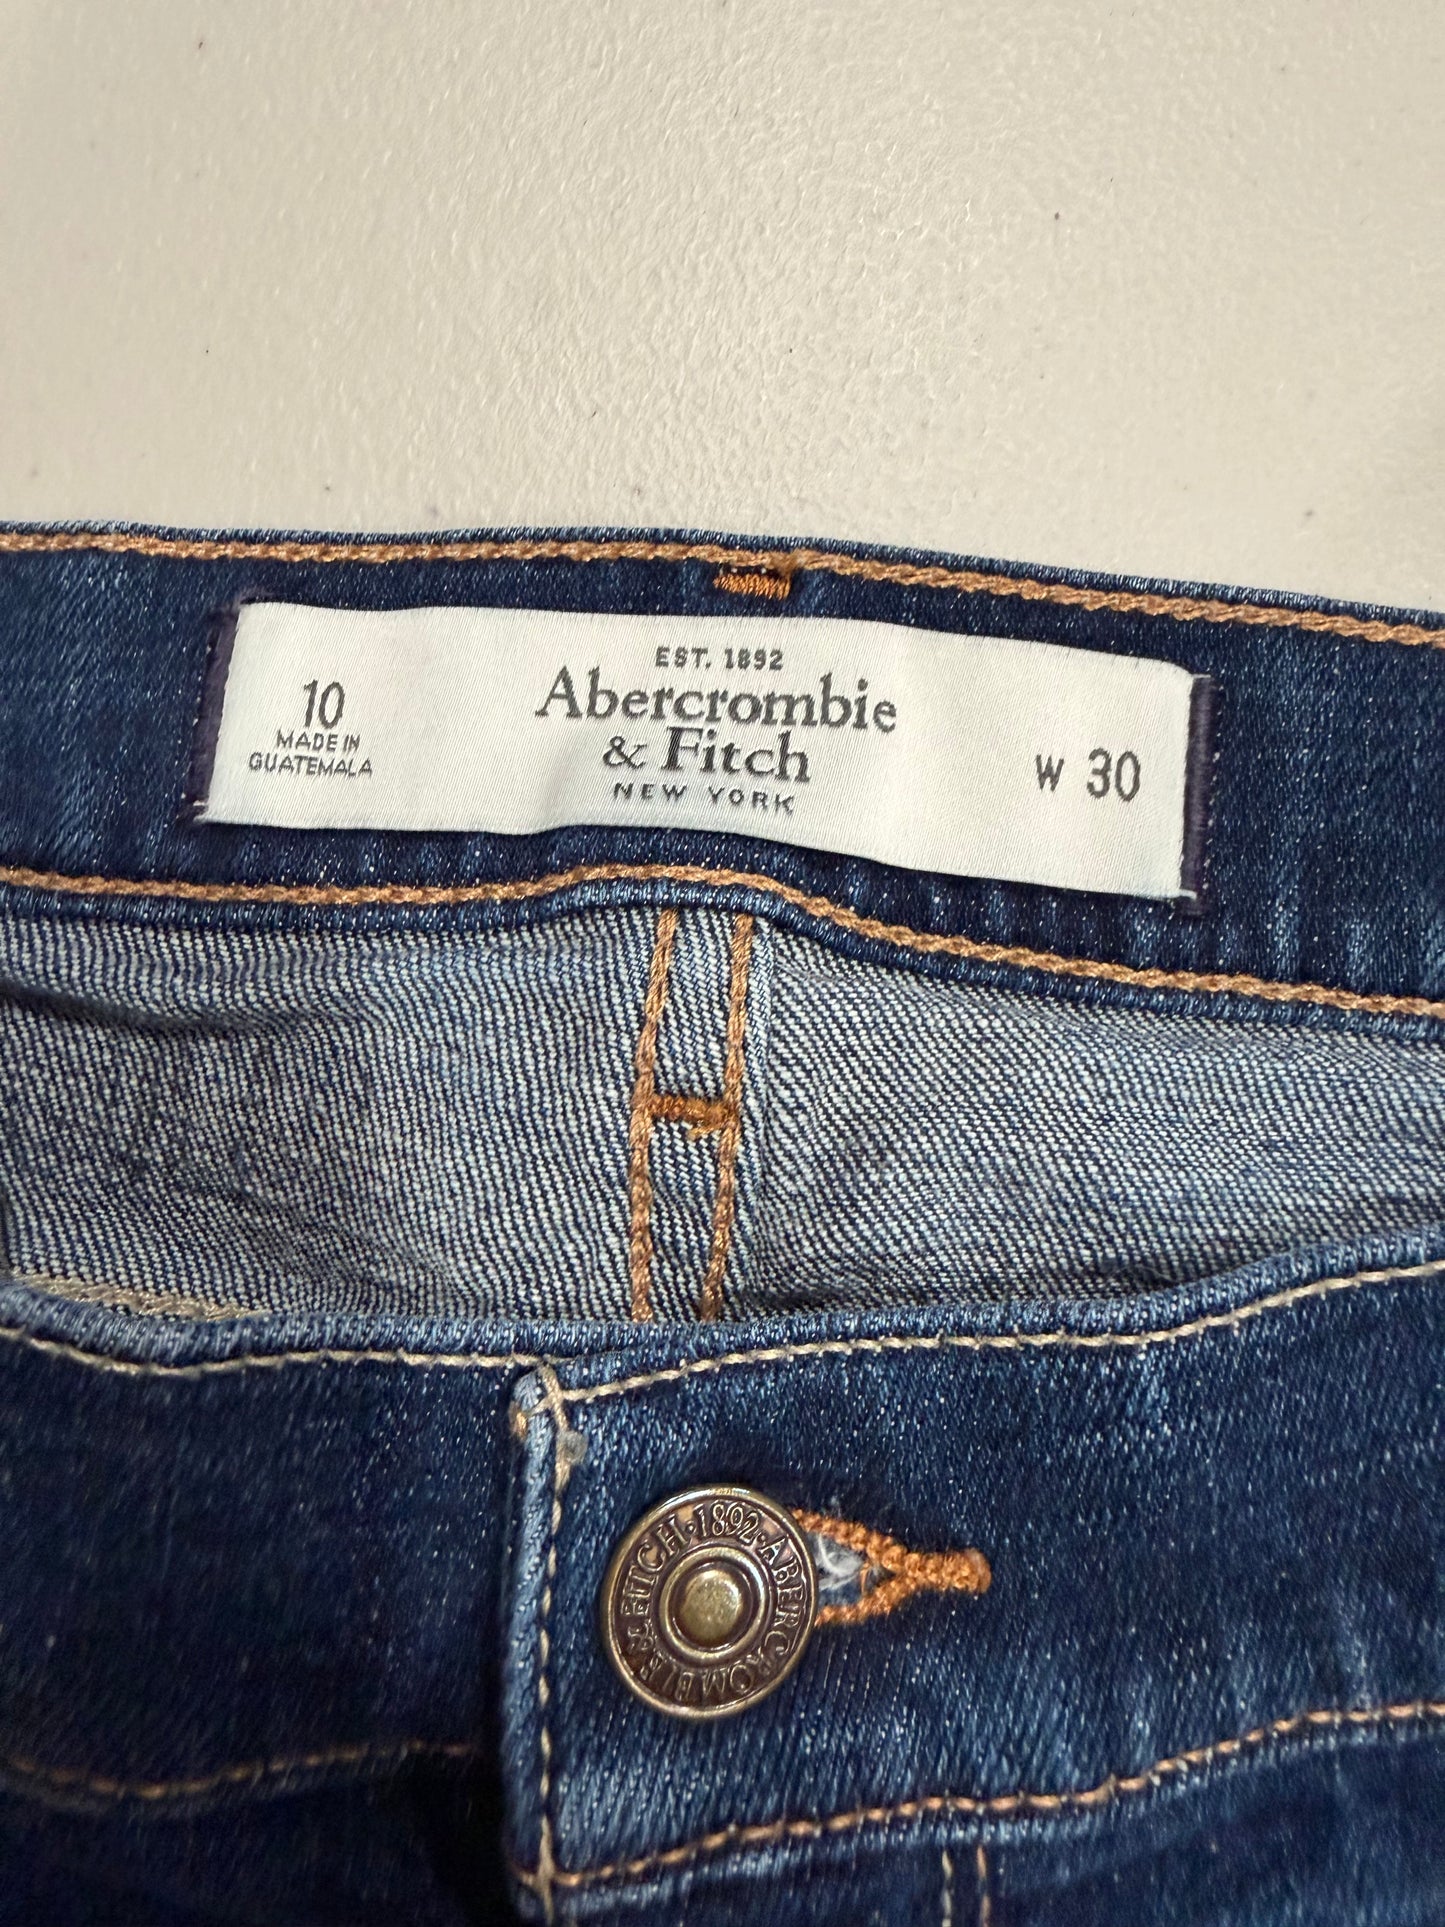 EST. 1892
Abercrombie
& Fitch
NEW YORK
10
MADE IN
GUATEMALA
W 30
ABERCROMBIE & FITCH · 1892 ·